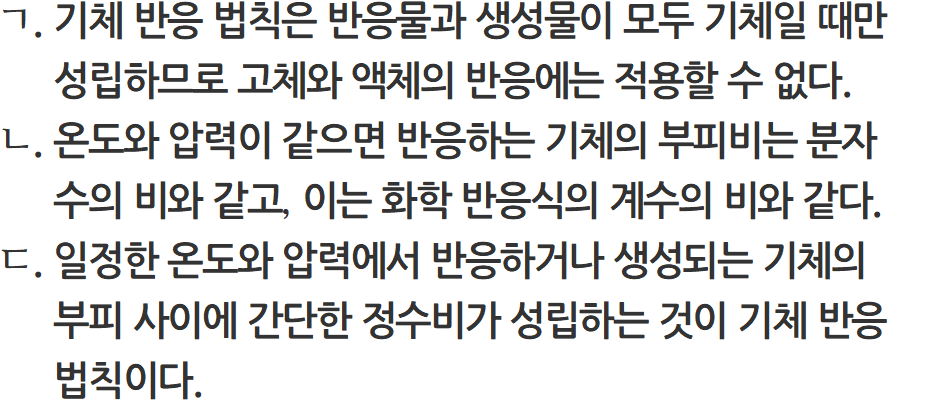 ㄱ. 기체 반응 법칙은 반응물과 생성물이 모두 기체일 때만
성립하므로 고체와 액체의 반응에는 적용할 수 없다.
ㄴ. 온도와 압력이 같으면 반응하는 기체의 부피비는 분자
수의 비와 같고, 이는 화학 반응식의 계수의 비와 같다.
ㄷ. 일정한 온도와 압력에서 반응하거나 생성되는 기체의
부피 사이에 간단한 정수비가 성립하는 것이 기체 반응
법칙이다.